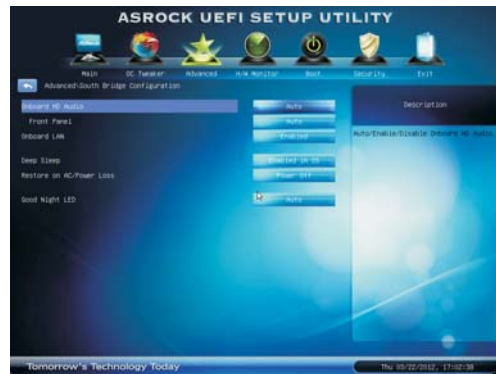 ASROCK UEFI SETUP UTILITY
Main OC Tweaker Advanced H/W Monitor Boot Security Exit
Advanced\South Bridge Configuration
Onboard HD Audio Auto
Front Panel Auto
Onboard LAN Enabled
Deep Sleep Enabled in S5
Restore on AC/Power Loss Power Off
Good Night LED Auto
Description
Auto/Enable/Disable Onboard HD Audio.
Tomorrow's Technology Today
Thu 03/22/2012, 17:02:38